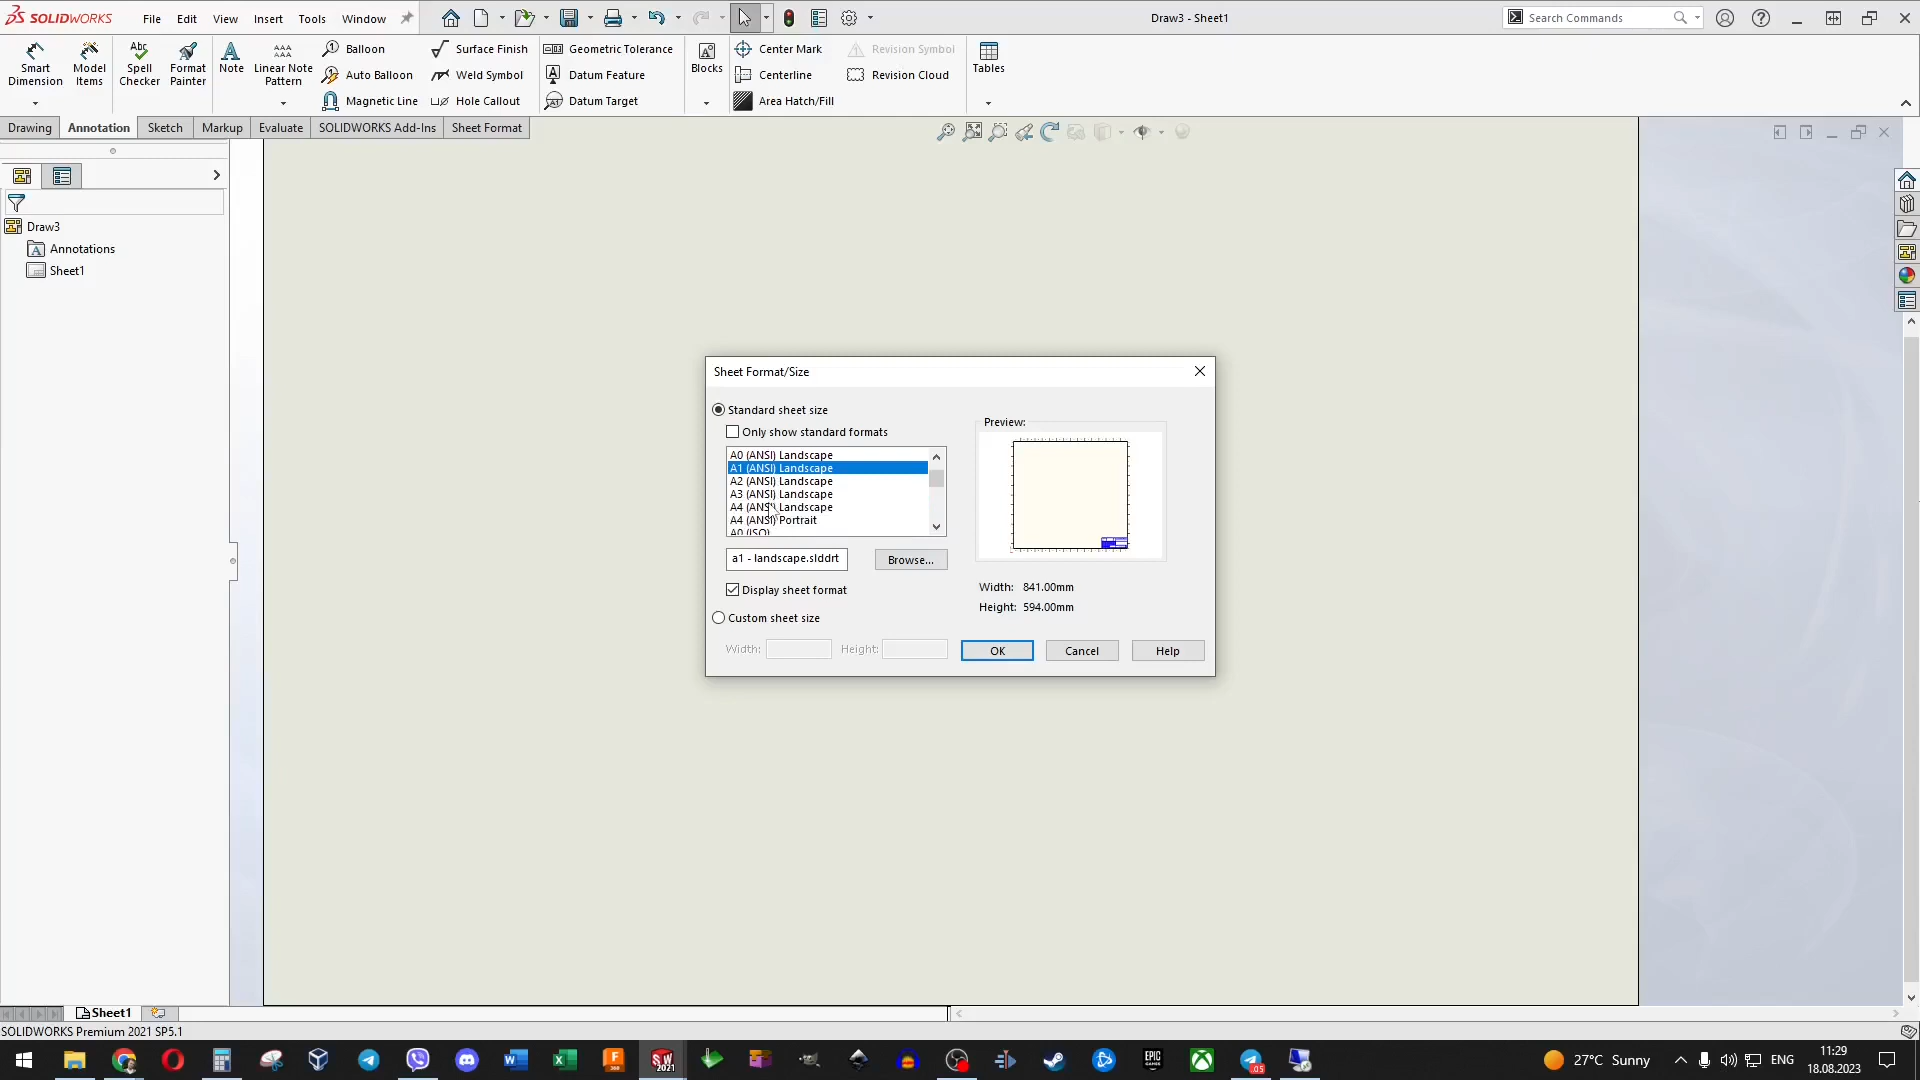 SOLIDWORKS File Edit View Insert Tools Window Draw3 - Sheet1 Search Commands
Smart Dimension
Model Items
Spell Checker
Format Painter
Note
Linear Note Pattern
Balloon
Auto Balloon
Magnetic Line
Surface Finish
Weld Symbol
Hole Callout
Geometric Tolerance
Datum Feature
Datum Target
Blocks
Center Mark
Centerline
Area Hatch/Fill
Revision Symbol
Revision Cloud
Tables
Drawing Annotation Sketch Markup Evaluate SOLIDWORKS Add-Ins Sheet Format
Draw3
Annotations
Sheet1
Sheet Format/Size
Standard sheet size
Only show standard formats
A0 (ANSI) Landscape
A1 (ANSI) Landscape
A2 (ANSI) Landscape
A3 (ANSI) Landscape
A4 (ANSI) Landscape
A4 (ANSI) Portrait
A0 (ISO)
a1 - landscape.slddrt Browse...
Display sheet format
Custom sheet size
Width: Height:
Preview:
Width: 841.00mm
Height: 594.00mm
OK Cancel Help
Sheet1
SOLIDWORKS Premium 2021 SP5.1
27°C Sunny ENG 11:29
18.08.2023